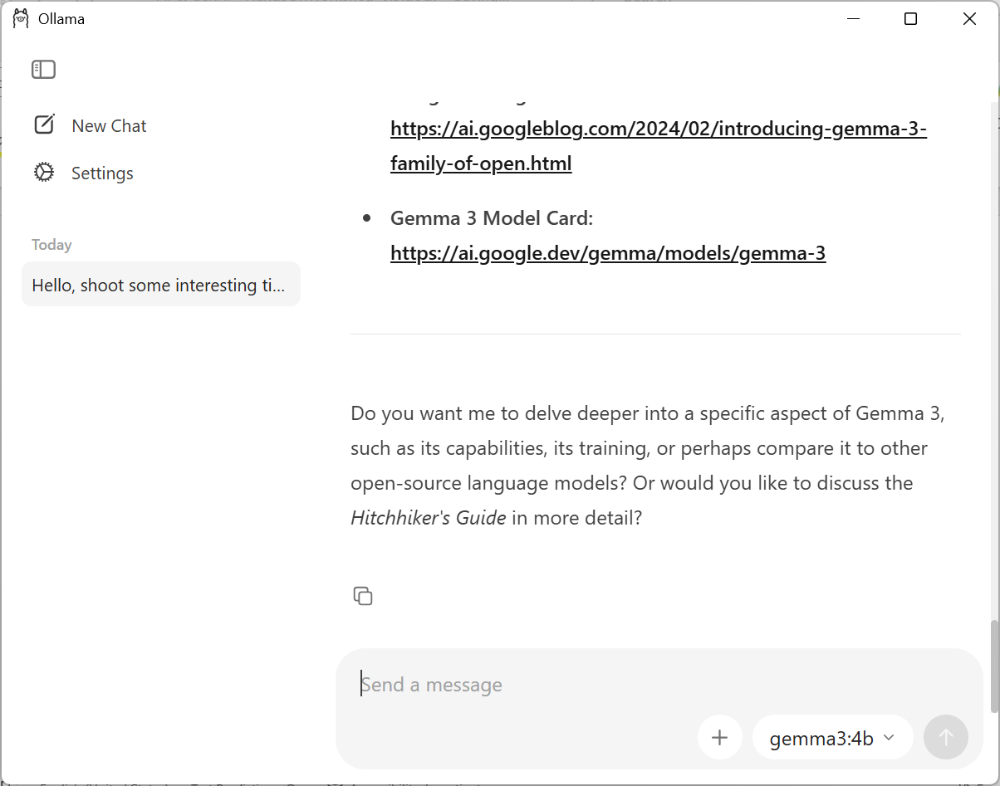 Ollama
New Chat
Settings
Today
Hello, shoot some interesting ti...
https://ai.googleblog.com/2024/02/introducing-gemma-3-
family-of-open.html
Gemma 3 Model Card:
https://ai.google.dev/gemma/models/gemma-3
Do you want me to delve deeper into a specific aspect of Gemma 3,
such as its capabilities, its training, or perhaps compare it to other
open-source language models? Or would you like to discuss the
Hitchhiker's Guide in more detail?
Send a message
gemma3:4b